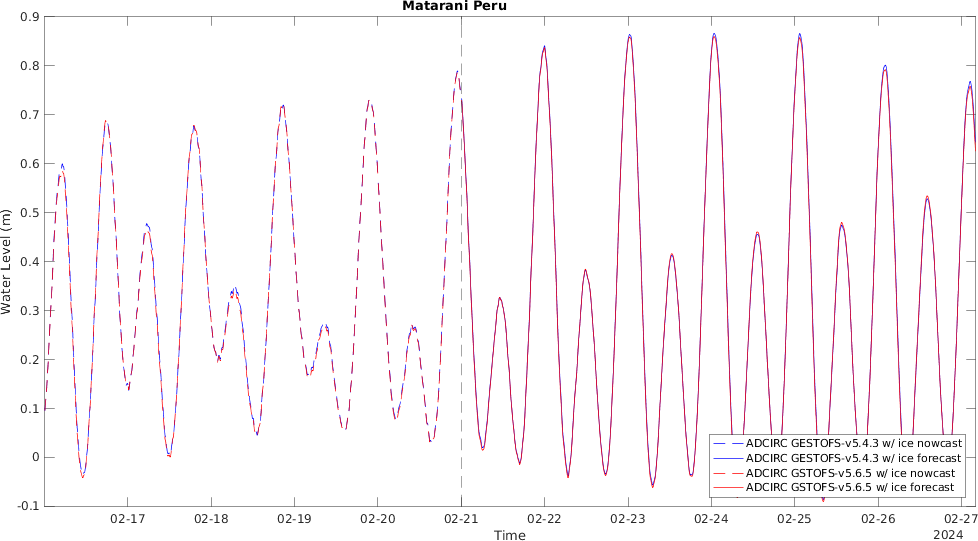 Matarani Peru
0.9
0.8
0.7
0.6
0.5
0.4
0.3
0.2
0.1
0
-0.1
Water Level (m)
ADCIRC GESTOFS-v5.4.3 w/ ice nowcast
ADCIRC GESTOFS-v5.4.3 w/ ice forecast
ADCIRC GSTOFS-v5.6.5 w/ ice nowcast
ADCIRC GSTOFS-v5.6.5 w/ ice forecast
02-17 02-18 02-19 02-20 02-21 02-22 02-23 02-24 02-25 02-26 02-27
Time
2024